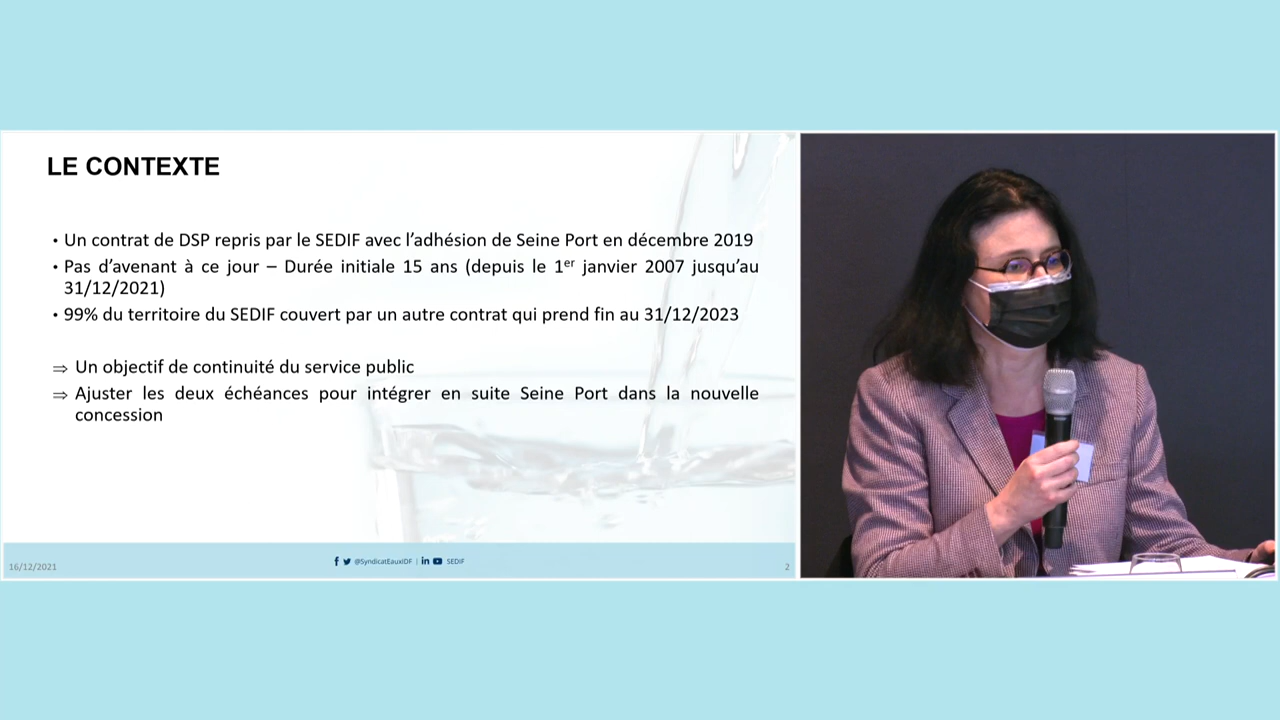 LE CONTEXTE
• Un contrat de DSP repris par le SEDIF avec l'adhésion de Seine Port en décembre 2019
• Pas d'avenant à ce jour – Durée initiale 15 ans (depuis le 1er janvier 2007 jusqu'au
31/12/2021)
• 99% du territoire du SEDIF couvert par un autre contrat qui prend fin au 31/12/2023
⇒ Un objectif de continuité du service public
⇒ Ajuster les deux échéances pour intégrer en suite Seine Port dans la nouvelle
concession
16/12/2021
@SyndicatEauxIDF | SEDIF
2